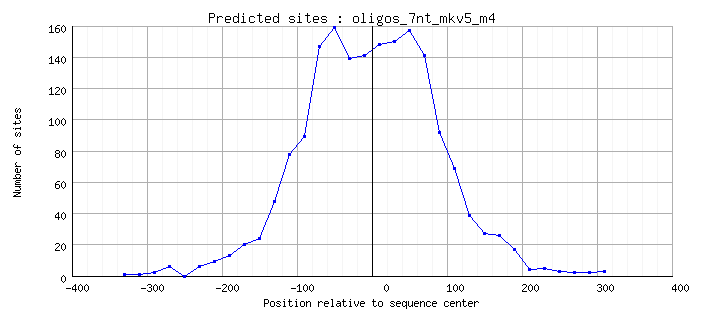 Predicted sites : oligos_7nt_mkv5_m4
160
140
120
100
80
60
40
20
0
Number of sites
-400 -300 -200 -100 0 100 200 300 400
Position relative to sequence center